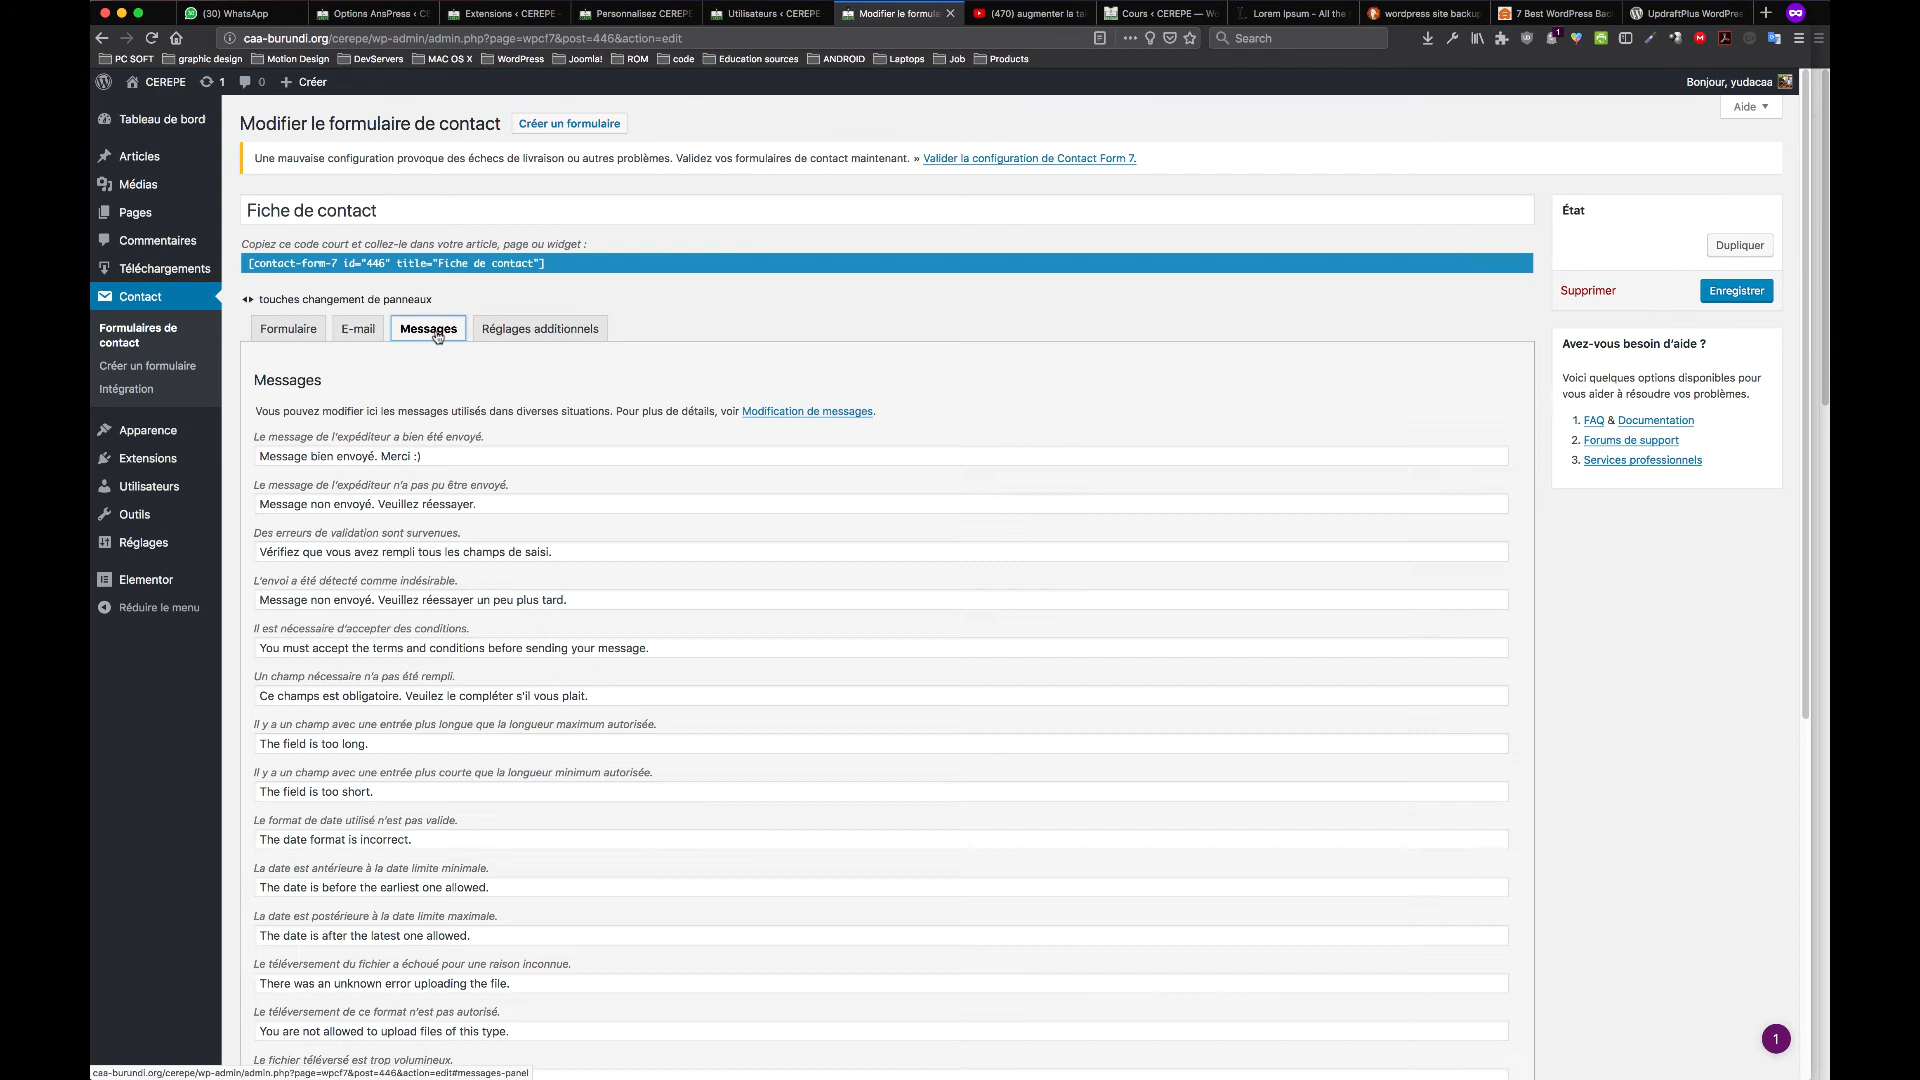 (30) WhatsApp
Options AnsPress ‹ CE
Extensions ‹ CEREPE
Personnalisez CEREPE
Utilisateurs ‹ CEREPE
Modifier le formula
(470) augmenter la ta
Cours ‹ CEREPE — Wo
Lorem Ipsum - All the
wordpress site backup
7 Best WordPress Bac
UpdraftPlus WordPres
caa-burundi.org/cerepe/wp-admin/admin.php?page=wpcf7&post=446&action=edit
Search
1
PC SOFT
graphic design
Motion Design
DevServers
MAC OS X
WordPress
Joomla!
ROM
code
Education sources
ANDROID
Laptops
Job
Products
CEREPE
1
0
Créer
Bonjour, yudacaa
Aide
Tableau de bord
Articles
Médias
Pages
Commentaires
Téléchargements
Contact
Formulaires de
contact
Créer un formulaire
Intégration
Apparence
Extensions
Utilisateurs
Outils
Réglages
Elementor
Réduire le menu
Modifier le formulaire de contact
Créer un formulaire
Une mauvaise configuration provoque des échecs de livraison ou autres problèmes. Validez vos formulaires de contact maintenant. » Valider la configuration de Contact Form 7.
Fiche de contact
Copiez ce code court et collez-le dans votre article, page ou widget :
[contact-form-7 id="446" title="Fiche de contact"]
touches changement de panneaux
Formulaire
E-mail
Messages
Réglages additionnels
Messages
Vous pouvez modifier ici les messages utilisés dans diverses situations. Pour plus de détails, voir Modification de messages.
Le message de l'expéditeur a bien été envoyé.
Message bien envoyé. Merci :)
Le message de l'expéditeur n'a pas pu être envoyé.
Message non envoyé. Veuillez réessayer.
Des erreurs de validation sont survenues.
Vérifiez que vous avez rempli tous les champs de saisi.
L'envoi a été détecté comme indésirable.
Message non envoyé. Veuillez réessayer un peu plus tard.
Il est nécessaire d'accepter des conditions.
You must accept the terms and conditions before sending your message.
Un champ nécessaire n'a pas été rempli.
Ce champs est obligatoire. Veuilez le compléter s'il vous plait.
Il y a un champ avec une entrée plus longue que la longueur maximum autorisée.
The field is too long.
Il y a un champ avec une entrée plus courte que la longueur minimum autorisée.
The field is too short.
Le format de date utilisé n'est pas valide.
The date format is incorrect.
La date est antérieure à la date limite minimale.
The date is before the earliest one allowed.
La date est postérieure à la date limite maximale.
The date is after the latest one allowed.
Le téléversement du fichier a échoué pour une raison inconnue.
There was an unknown error uploading the file.
Le téléversement de ce format n'est pas autorisé.
You are not allowed to upload files of this type.
Le fichier téléversé est trop volumineux.
État
Dupliquer
Supprimer
Enregistrer
Avez-vous besoin d'aide ?
Voici quelques options disponibles pour
vous aider à résoudre vos problèmes.
1. FAQ & Documentation
2. Forums de support
3. Services professionnels
1
caa-burundi.org/cerepe/wp-admin/admin.php?page=wpcf7&post=446&action=edit#messages-panel